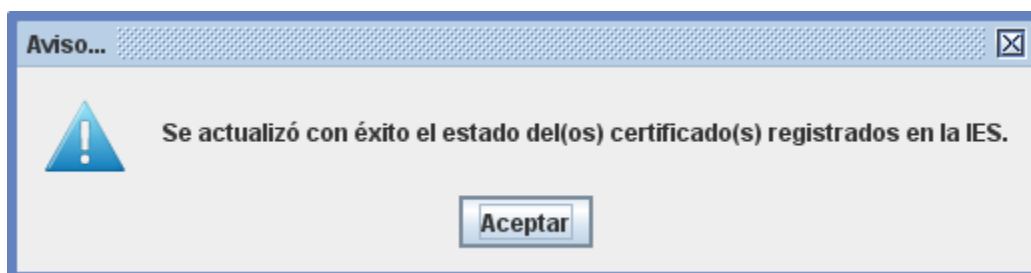 Aviso...
Se actualizó con éxito el estado del(os) certificado(s) registrados en la IES.
Aceptar